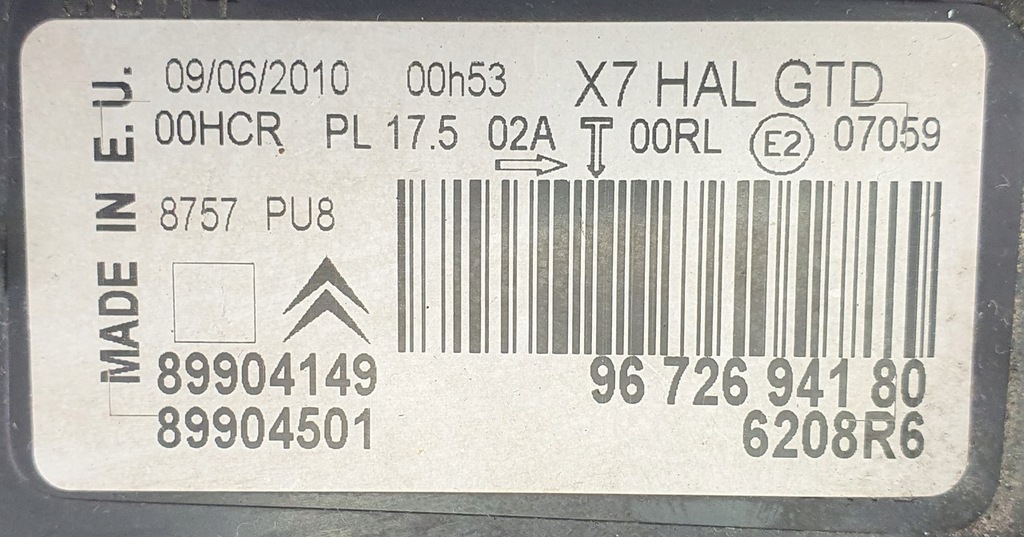 MADE IN E.U.
09/06/2010 00h53 X7 HAL GTD
00HCR PL 17.5 02A T 00RL E2 07059
8757 PU8
89904149 96 726 941 80
89904501 6208R6